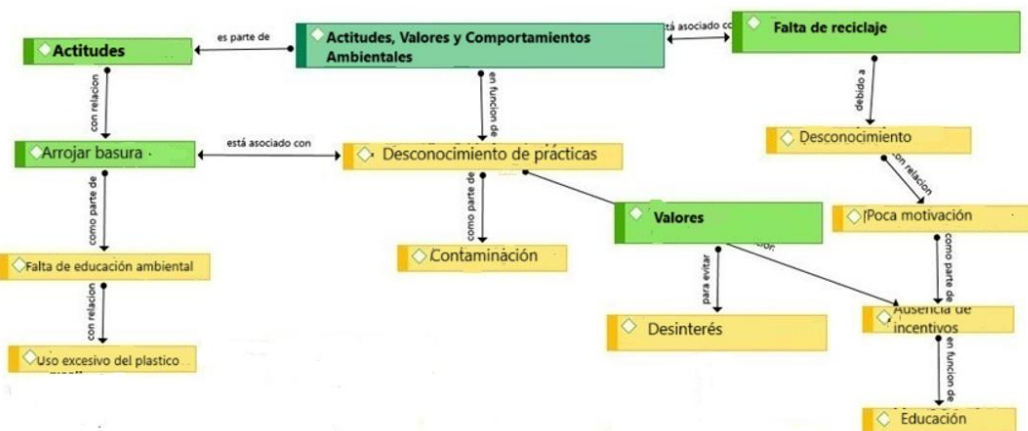 Actitudes
es parte de
Actitudes, Valores y Comportamientos
Ambientales
tá asociado co
Falta de reciclaje
con relacion
en funcion de
debido a
Arrojar basura
está asociado con
Desconocimiento de prácticas
Desconocimiento
con relacion
como parte de
como parte de
Valores
Poca motivación
Falta de educación ambiental
Contaminación
para evitar
como parte de
con relacion
Desinterés
Ausencia de
incentivos
Uso excesivo del plastico
en funcion de
Educación